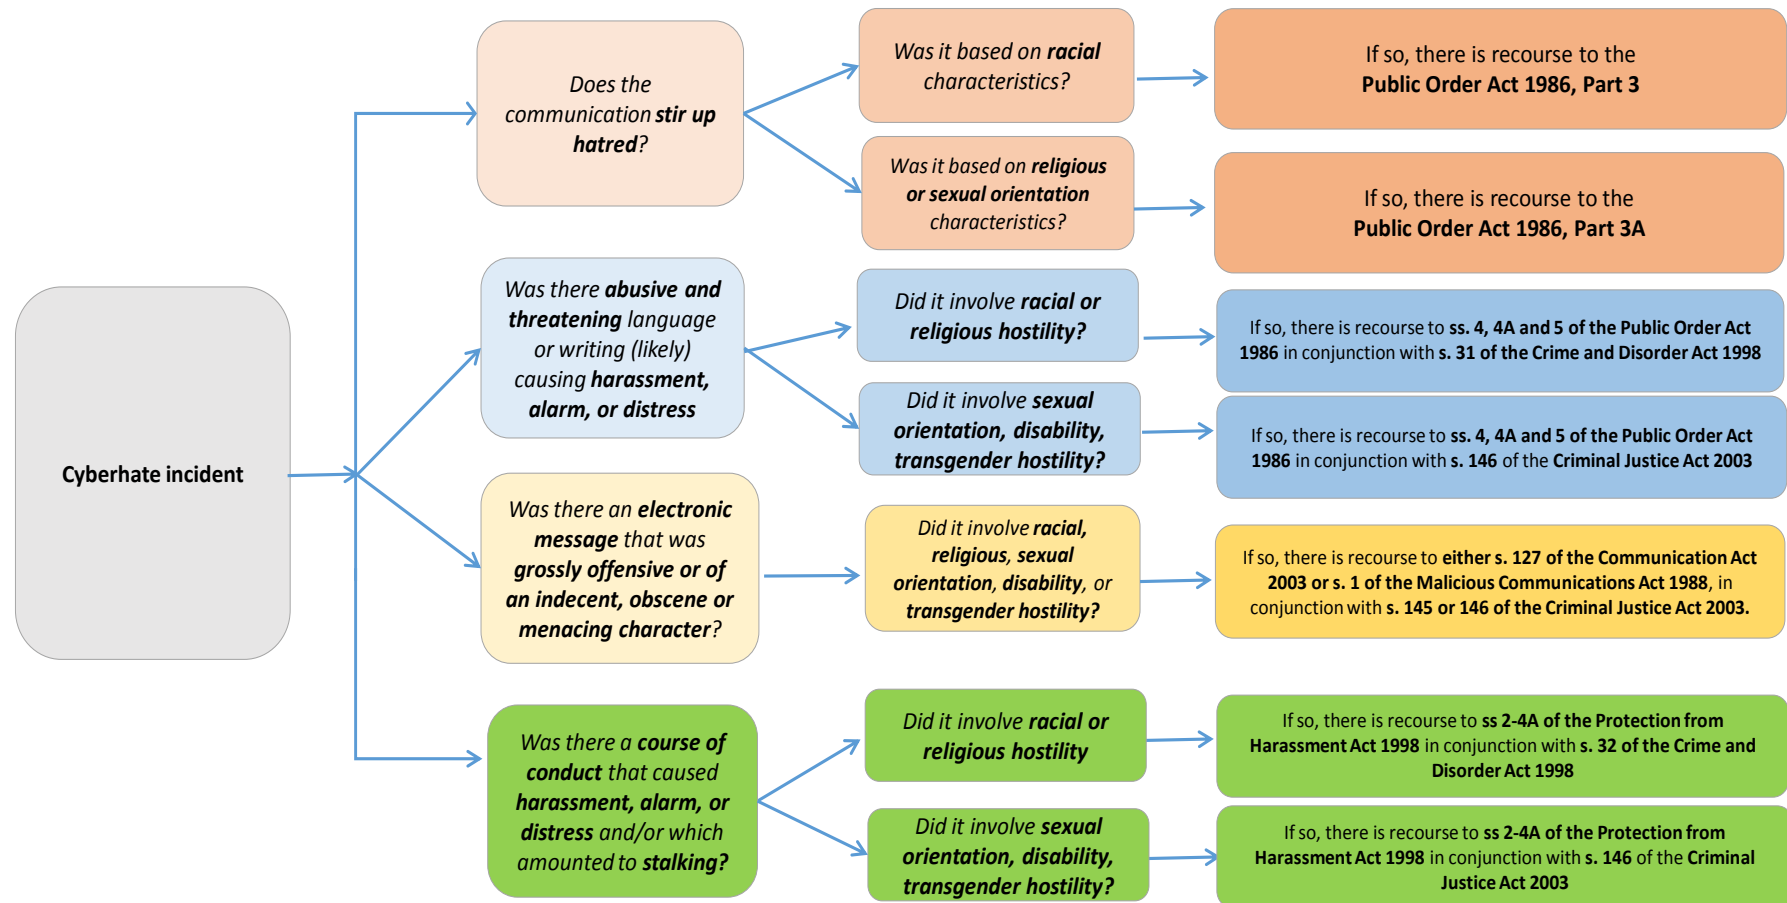 Cyberhate incident
Does the
communication stir up
hatred?
Was it based on racial
characteristics?
If so, there is recourse to the
Public Order Act 1986, Part 3
Was it based on religious
or sexual orientation
characteristics?
If so, there is recourse to the
Public Order Act 1986, Part 3A
Was there abusive and
threatening language
or writing (likely)
causing harassment,
alarm, or distress
Did it involve racial or
religious hostility?
If so, there is recourse to ss. 4, 4A and 5 of the Public Order Act
1986 in conjunction with s. 31 of the Crime and Disorder Act 1998
Did it involve sexual
orientation, disability,
transgender hostility?
If so, there is recourse to ss. 4, 4A and 5 of the Public Order Act
1986 in conjunction with s. 146 of the Criminal Justice Act 2003
Was there an electronic
message that was
grossly offensive or of
an indecent, obscene or
menacing character?
Did it involve racial,
religious, sexual
orientation, disability, or
transgender hostility?
If so, there is recourse to either s. 127 of the Communication Act
2003 or s. 1 of the Malicious Communications Act 1988, in
conjunction with s. 145 or 146 of the Criminal Justice Act 2003.
Was there a course of
conduct that caused
harassment, alarm, or
distress and/or which
amounted to stalking?
Did it involve racial or
religious hostility
If so, there is recourse to ss 2-4A of the Protection from
Harassment Act 1998 in conjunction with s. 32 of the Crime and
Disorder Act 1998
Did it involve sexual
orientation, disability,
transgender hostility?
If so, there is recourse to ss 2-4A of the Protection from
Harassment Act 1998 in conjunction with s. 146 of the Criminal
Justice Act 2003